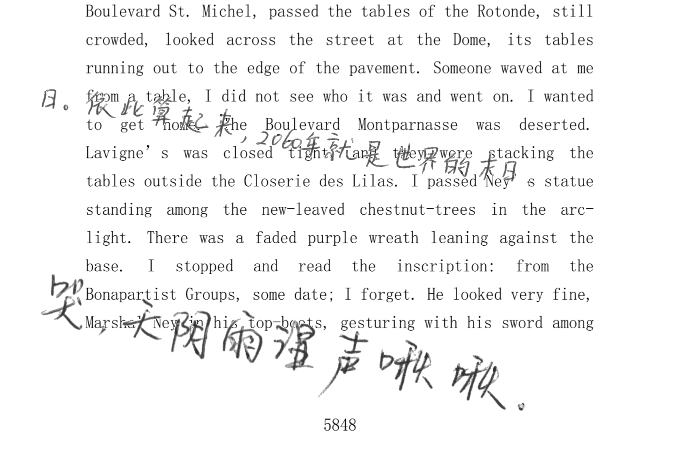 Boulevard St. Michel, passed the tables of the Rotonde, still
crowded, looked across the street at the Dome, its tables
running out to the edge of the pavement. Someone waved at me
from a table, I did not see who it was and went on. I wanted
日。依此算起来，2060年就是世界的末日
to get home. The Boulevard Montparnasse was deserted.
Lavigne's was closed tight, and they were stacking the
tables outside the Closerie des Lilas. I passed Ney's statue
standing among the new-leaved chestnut-trees in the arc-
light. There was a faded purple wreath leaning against the
base. I stopped and read the inscription: from the
Bonapartist Groups, some date; I forget. He looked very fine,
Marshal Ney in his top-boots, gesturing with his sword among
哭，天阴雨湿声啾啾。
5848